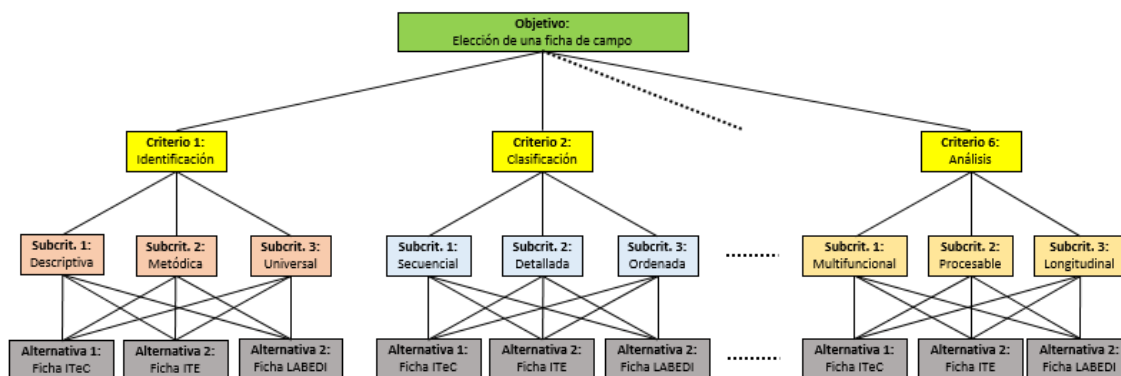 Objetivo:
Elección de una ficha de campo
Criterio 1:
Identificación
Criterio 2:
Clasificación
Criterio 6:
Análisis
Subcrit. 1:
Descriptiva
Subcrit. 2:
Metódica
Subcrit. 3:
Universal
Subcrit. 1:
Secuencial
Subcrit. 2:
Detallada
Subcrit. 3:
Ordenada
Subcrit. 1:
Multifuncional
Subcrit. 2:
Procesable
Subcrit. 3:
Longitudinal
Alternativa 1:
Ficha ITeC
Alternativa 2:
Ficha ITE
Alternativa 2:
Ficha LABEDI
Alternativa 1:
Ficha ITeC
Alternativa 2:
Ficha ITE
Alternativa 2:
Ficha LABEDI
Alternativa 1:
Ficha ITeC
Alternativa 2:
Ficha ITE
Alternativa 2:
Ficha LABEDI